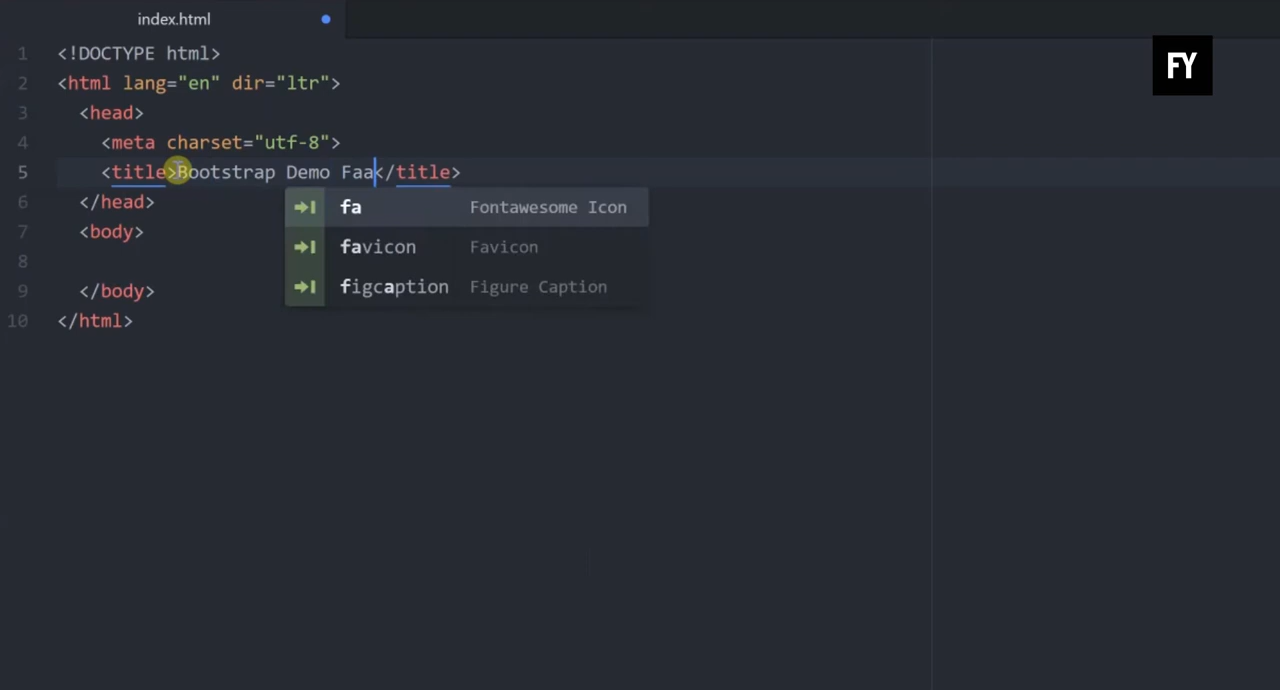 index.html
FY
1 <!DOCTYPE html>
2 <html lang="en" dir="ltr">
3 <head>
4 <meta charset="utf-8">
5 <title>Bootstrap Demo Faa</title>
6 </head>
7 <body>
8
9 </body>
10 </html>
fa Fontawesome Icon
favicon Favicon
figcaption Figure Caption